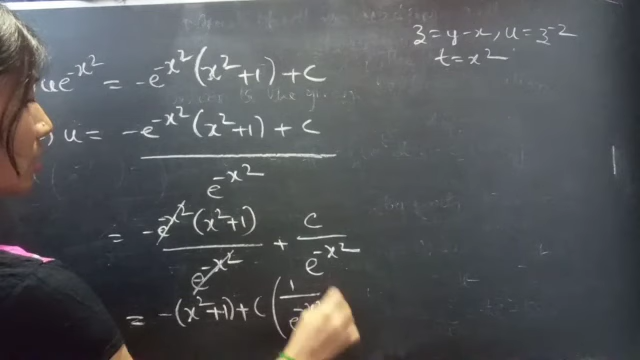 z = y-x, u = z^-2
t = x^2
ue^-x^2 = -e^-x^2 (x^2+1) + C
, u = -e^-x^2 (x^2+1) + C
e^-x^2
= -e^-x^2 (x^2+1) / e^-x^2 + C / e^-x^2
= -(x^2+1) + C (1 / e^-x^2